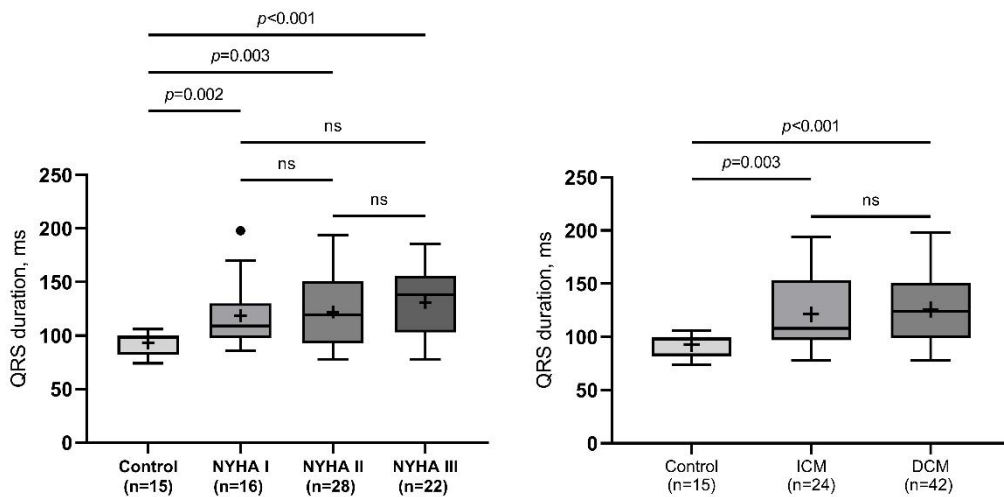 p<0.001
p=0.003
p=0.002
ns
ns
ns
250
200
150
100
50
0
QRS duration, ms
Control NYHA I NYHA II NYHA III
(n=15) (n=16) (n=28) (n=22)
p<0.001
p=0.003
ns
250
200
150
100
50
0
QRS duration, ms
Control ICM DCM
(n=15) (n=24) (n=42)